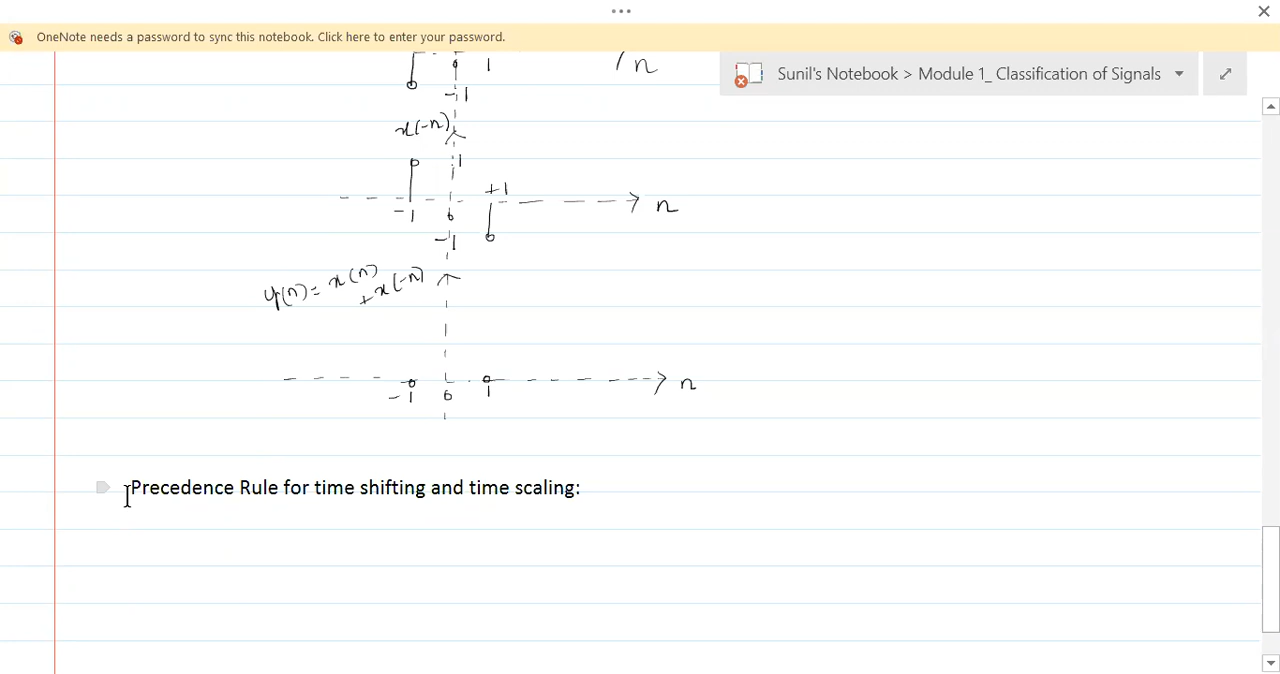 OneNote needs a password to sync this notebook. Click here to enter your password.
Sunil's Notebook > Module 1_ Classification of Signals
1
n
-1
x(-n)
1
+1
-1
0
n
-1
y(n) = x(n)
+ x(-n)
-1
0
1
n
Precedence Rule for time shifting and time scaling: